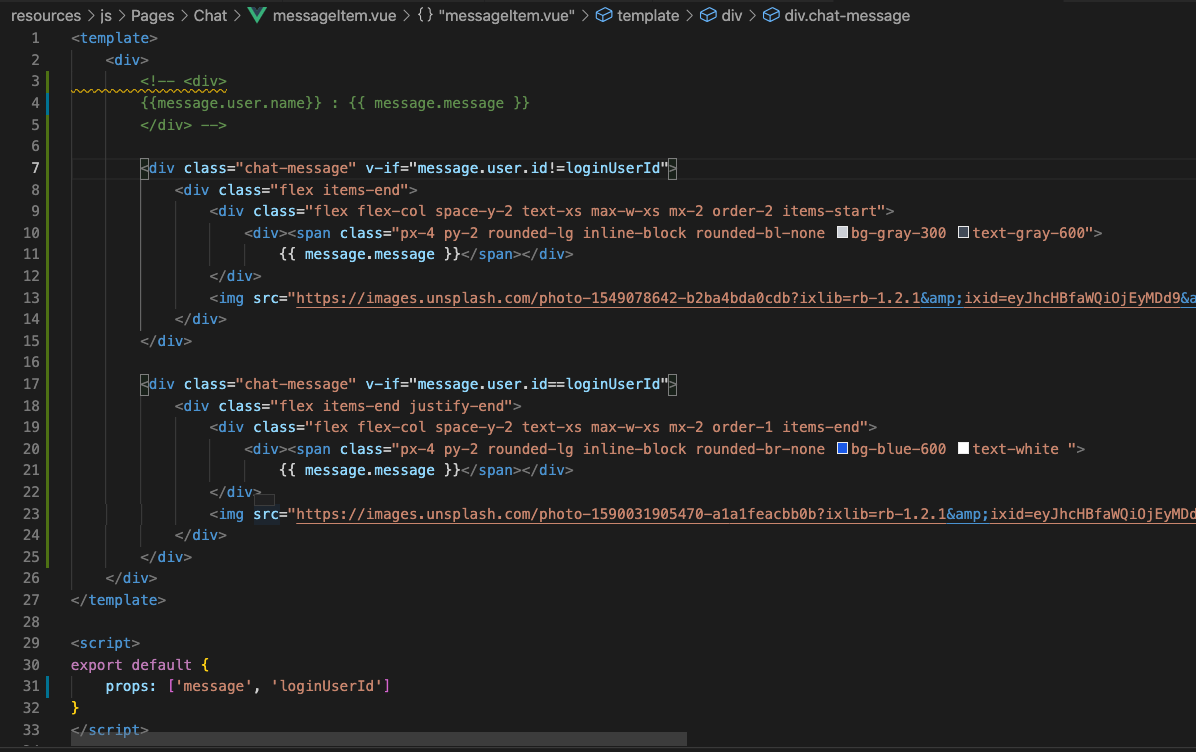 resources > js > Pages > Chat > messageItem.vue > {} "messageItem.vue" > template > div > div.chat-message
1 <template>
2 <div>
3 <!-- <div>
4 {{message.user.name}} : {{ message.message }}
5 </div> -->
6
7 <div class="chat-message" v-if="message.user.id!=loginUserId">
8 <div class="flex items-end">
9 <div class="flex flex-col space-y-2 text-xs max-w-xs mx-2 order-2 items-start">
10 <div><span class="px-4 py-2 rounded-lg inline-block rounded-bl-none bg-gray-300 text-gray-600">
11 {{ message.message }}</span></div>
12 </div>
13 <img src="https://images.unsplash.com/photo-1549078642-b2ba4bda0cdb?ixlib=rb-1.2.1&amp;ixid=eyJhcHBfaWQiOjEyMDd9&a
14 </div>
15 </div>
16
17 <div class="chat-message" v-if="message.user.id==loginUserId">
18 <div class="flex items-end justify-end">
19 <div class="flex flex-col space-y-2 text-xs max-w-xs mx-2 order-1 items-end">
20 <div><span class="px-4 py-2 rounded-lg inline-block rounded-br-none bg-blue-600 text-white ">
21 {{ message.message }}</span></div>
22 </div>
23 <img src="https://images.unsplash.com/photo-1590031905470-a1a1feacbb0b?ixlib=rb-1.2.1&amp;ixid=eyJhcHBfaWQiOjEyMDd
24 </div>
25 </div>
26 </div>
27 </template>
28
29 <script>
30 export default {
31 props: ['message', 'loginUserId']
32 }
33 </script>